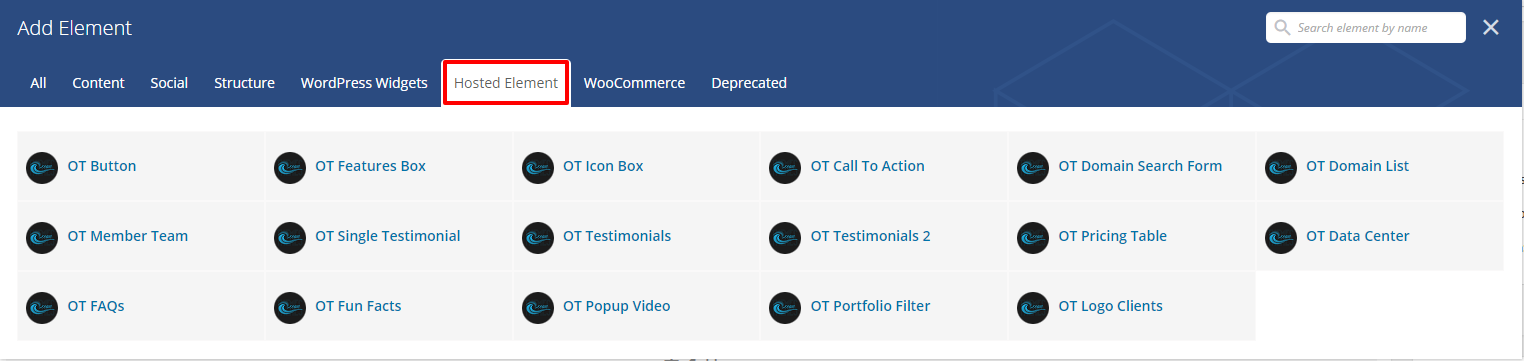 Add Element
Search element by name
All Content Social Structure WordPress Widgets Hosted Element WooCommerce Deprecated
OT Button OT Features Box OT Icon Box OT Call To Action OT Domain Search Form OT Domain List
OT Member Team OT Single Testimonial OT Testimonials OT Testimonials 2 OT Pricing Table OT Data Center
OT FAQs OT Fun Facts OT Popup Video OT Portfolio Filter OT Logo Clients